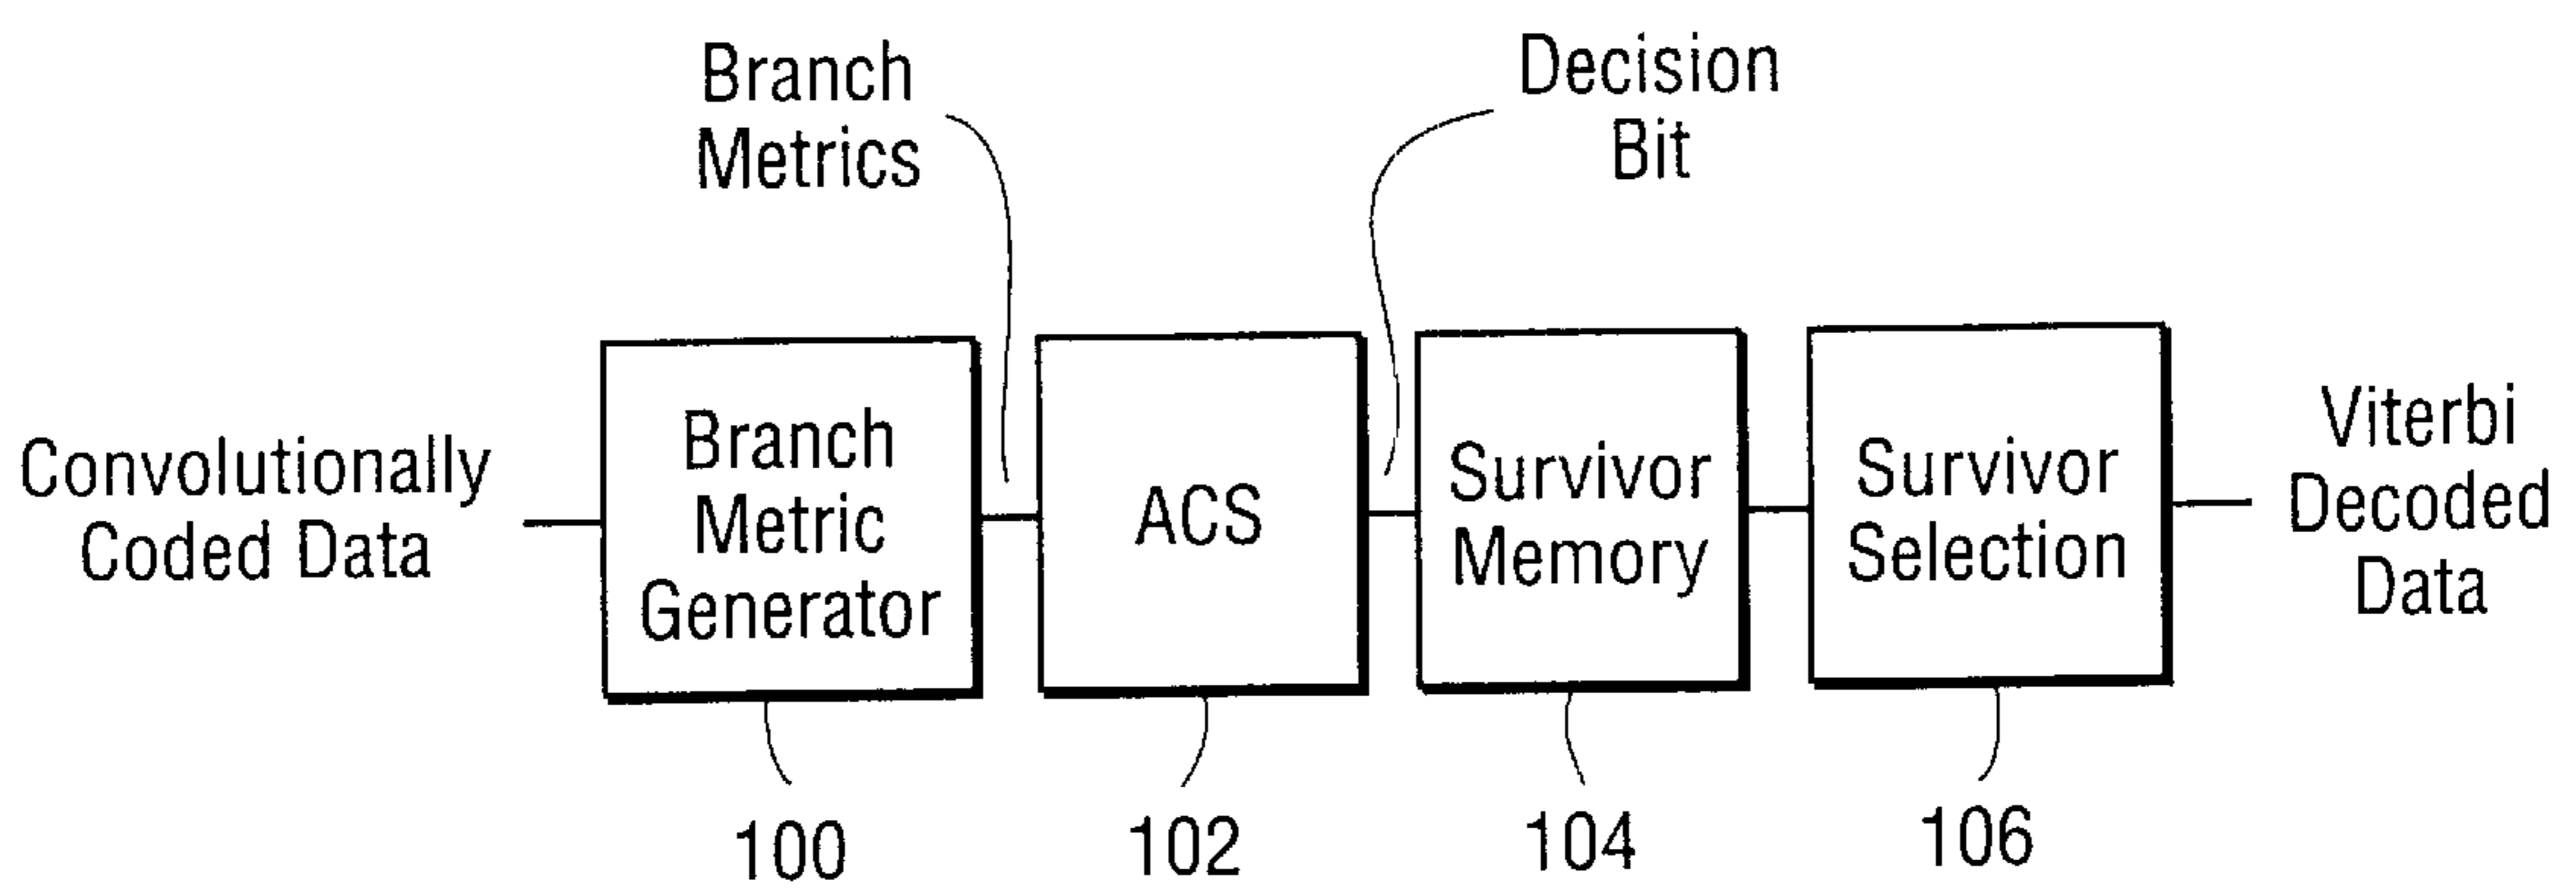 Branch
Metrics
Decision
Bit
Convolutionally
Coded Data
Branch
Metric
Generator
ACS
Survivor
Memory
Survivor
Selection
Viterbi
Decoded
Data
100
102
104
106